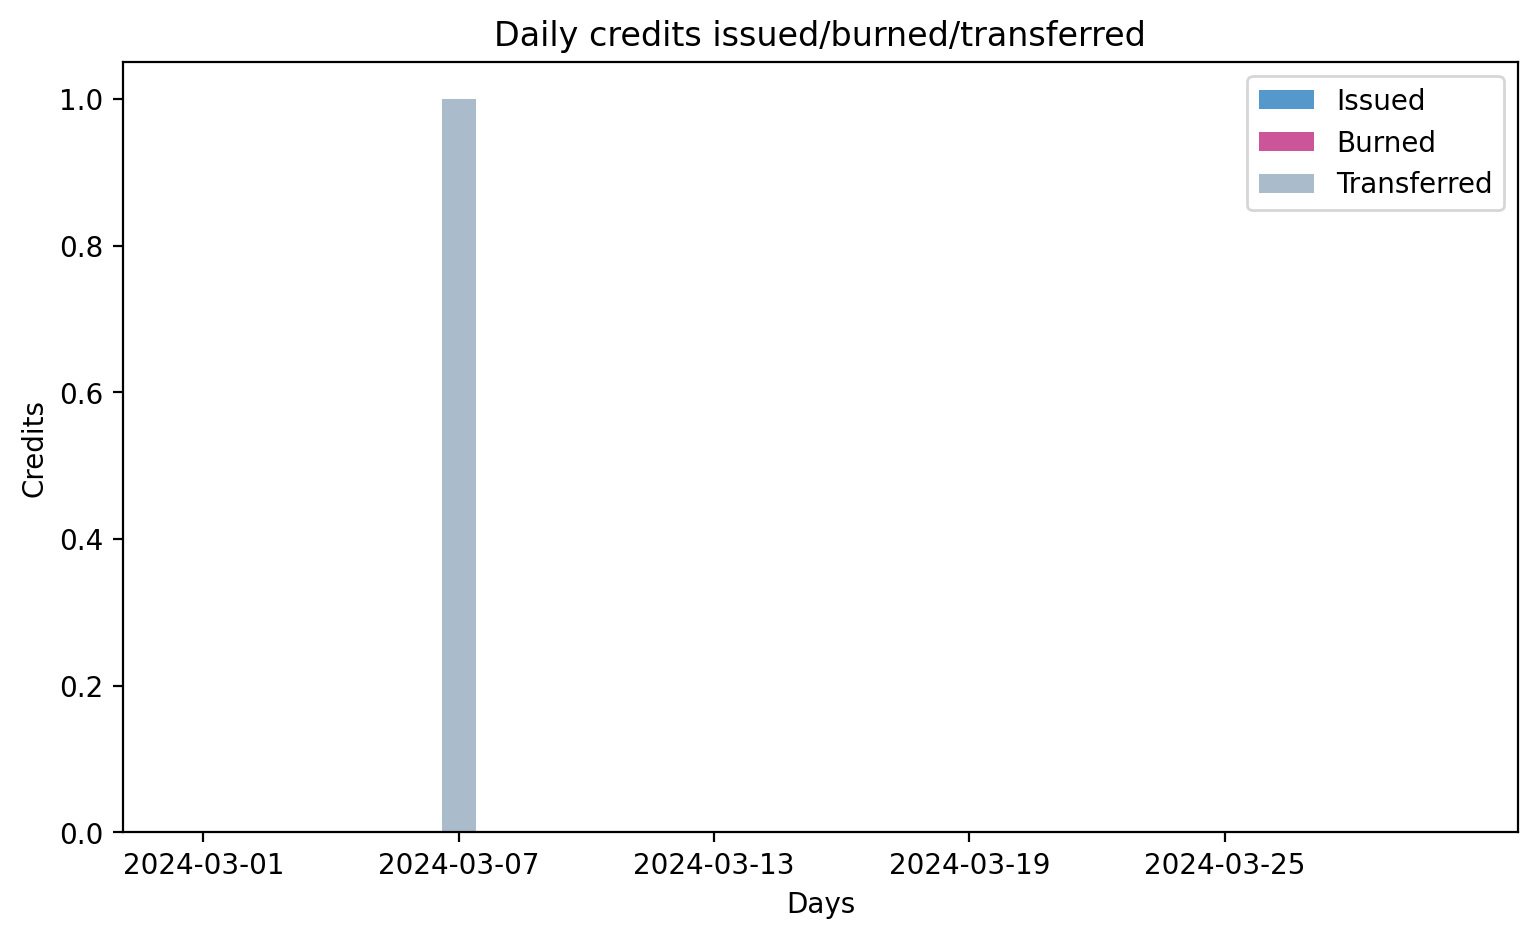 Daily credits issued/burned/transferred
Issued
Burned
Transferred
Credits
1.0
0.8
0.6
0.4
0.2
0.0
2024-03-01
2024-03-07
2024-03-13
2024-03-19
2024-03-25
Days